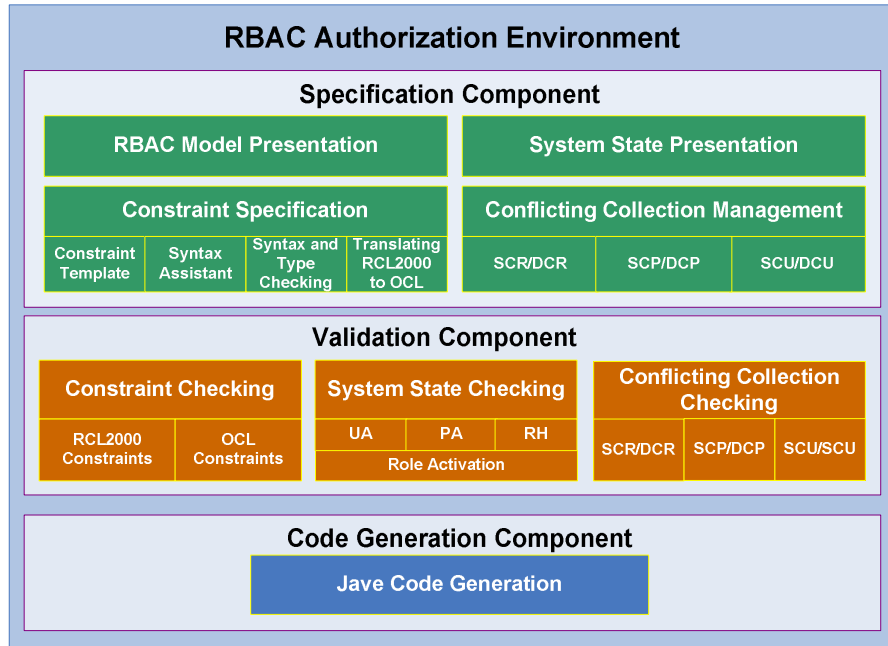 RBAC Authorization Environment
Specification Component
RBAC Model Presentation
System State Presentation
Constraint Specification
Constraint
Template
Syntax
Assistant
Syntax and
Type
Checking
Translating
RCL2000
to OCL
Conflicting Collection Management
SCR/DCR
SCP/DCP
SCU/DCU
Validation Component
Constraint Checking
RCL2000
Constraints
OCL
Constraints
System State Checking
UA
PA
RH
Role Activation
Conflicting Collection
Checking
SCR/DCR
SCP/DCP
SCU/SCU
Code Generation Component
Jave Code Generation